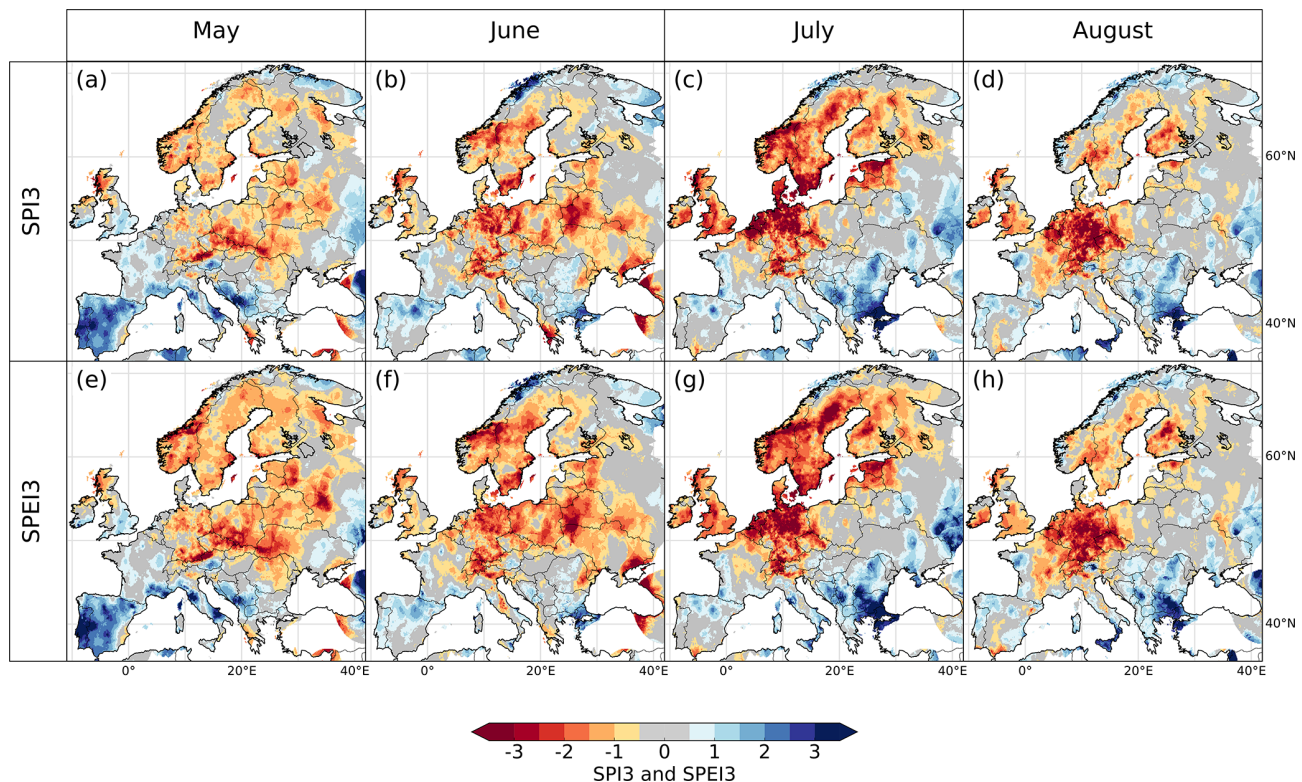 May June July August
SPI3
(a) (b) (c) (d)
60°N
40°N
SPEI3
(e) (f) (g) (h)
60°N
40°N
0° 20°E 40°E 0° 20°E 40°E 0° 20°E 40°E 0° 20°E 40°E
-3 -2 -1 0 1 2 3
SPI3 and SPEI3